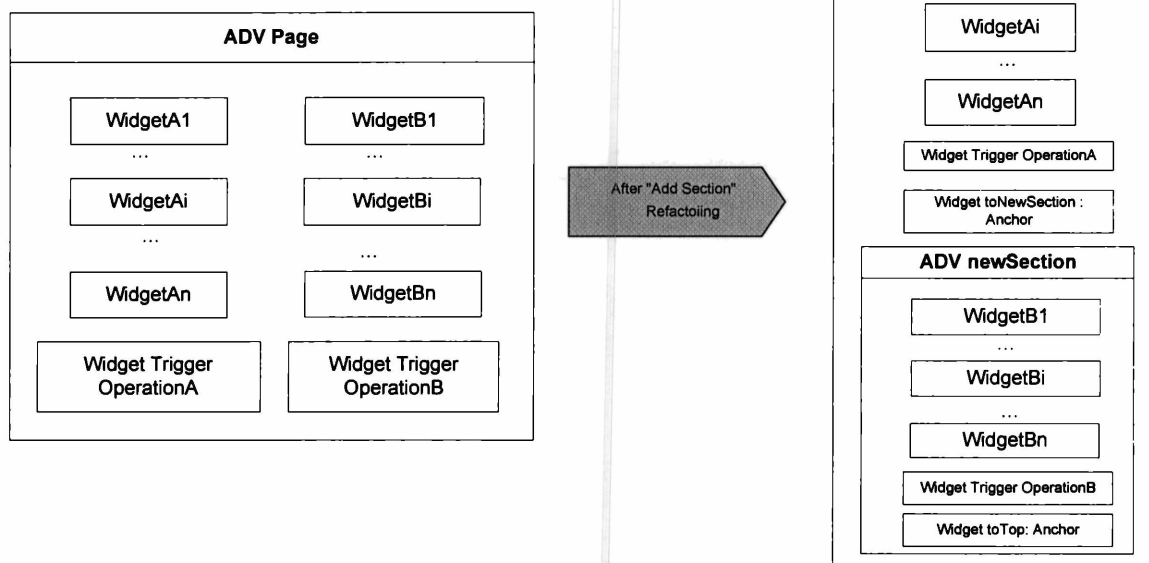 ADV Page
WidgetA1
WidgetB1
...
...
WidgetAi
WidgetBi
...
...
WidgetAn
WidgetBn
Widget Trigger
OperationA
Widget Trigger
OperationB
After "Add Section"
Refactoiing
WidgetAi
...
WidgetAn
Widget Trigger OperationA
Widget toNewSection :
Anchor
ADV newSection
WidgetB1
...
WidgetBi
...
WidgetBn
Widget Trigger OperationB
Widget toTop: Anchor